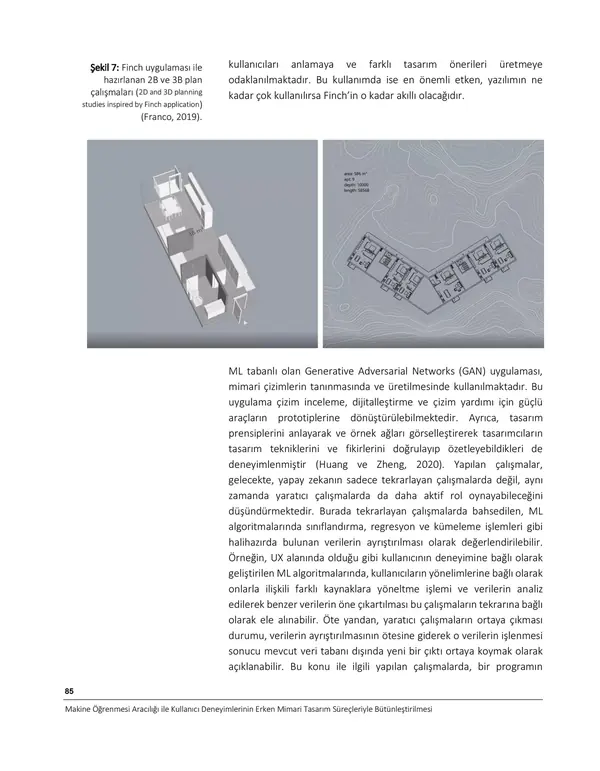 Şekil 7: Finch uygulaması ile
hazırlanan 2B ve 3B plan
çalışmaları (2D and 3D planning
studies inspired by Finch application)
(Franco, 2019).
kullanıcıları anlamaya ve farklı tasarım önerileri üretmeye
odaklanılmaktadır. Bu kullanımda ise en önemli etken, yazılımın ne
kadar çok kullanılırsa Finch'in o kadar akıllı olacağıdır.
ML tabanlı olan Generative Adversarial Networks (GAN) uygulaması,
mimari çizimlerin tanınmasında ve üretilmesinde kullanılmaktadır. Bu
uygulama çizim inceleme, dijitalleştirme ve çizim yardımı için güçlü
araçların prototiplerine dönüştürülebilmektedir. Ayrıca, tasarım
prensiplerini anlayarak ve örnek ağları görselleştirerek tasarımcıların
tasarım tekniklerini ve fikirlerini doğrulayıp özetleyebildikleri de
deneyimlenmiştir (Huang ve Zheng, 2020). Yapılan çalışmalar,
gelecekte, yapay zekanın sadece tekrarlayan çalışmalarda değil, aynı
zamanda yaratıcı çalışmalarda da daha aktif rol oynayabileceğini
düşündürmektedir. Burada tekrarlayan çalışmalarda bahsedilen, ML
algoritmalarında sınıflandırma, regresyon ve kümeleme işlemleri gibi
halihazırda bulunan verilerin ayrıştırılması olarak değerlendirilebilir.
Örneğin, UX alanında olduğu gibi kullanıcının deneyimine bağlı olarak
geliştirilen ML algoritmalarında, kullanıcıların yönelimlerine bağlı olarak
onlarla ilişkili farklı kaynaklara yöneltme işlemi ve verilerin analiz
edilerek benzer verilerin öne çıkartılması bu çalışmaların tekrarına bağlı
olarak ele alınabilir. Öte yandan, yaratıcı çalışmaların ortaya çıkması
durumu, verilerin ayrıştırılmasının ötesine giderek o verilerin işlenmesi
sonucu mevcut veri tabanı dışında yeni bir çıktı ortaya koymak olarak
açıklanabilir. Bu konu ile ilgili yapılan çalışmalarda, bir programın
85
Makine Öğrenmesi Aracılığı ile Kullanıcı Deneyimlerinin Erken Mimari Tasarım Süreçleriyle Bütünleştirilmesi